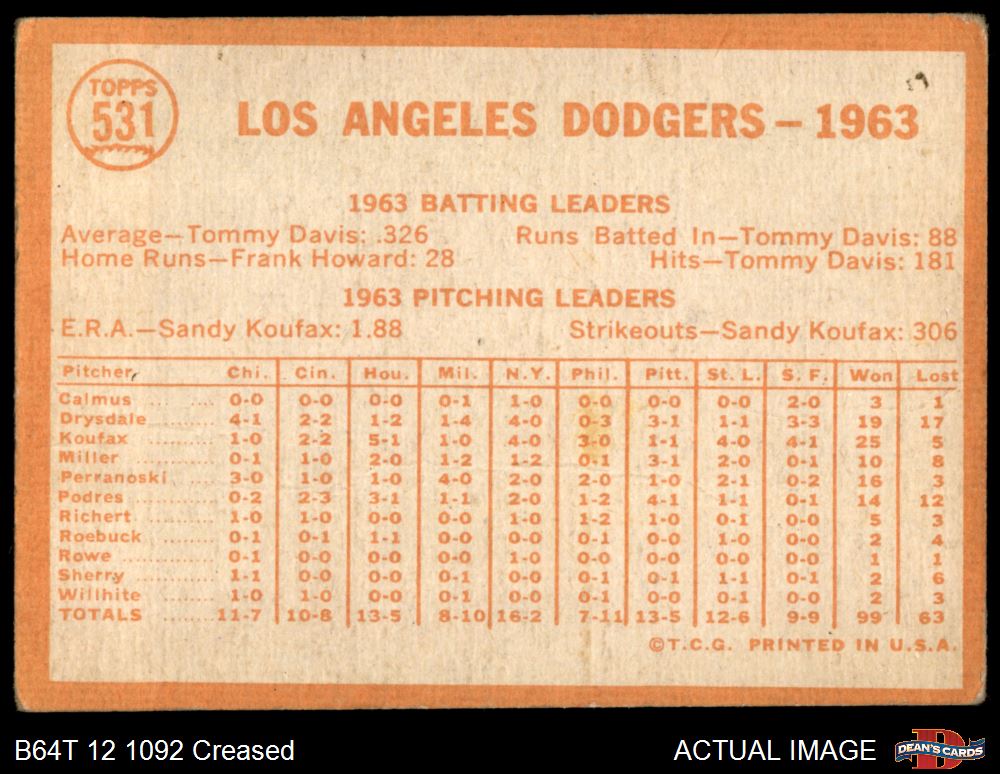 TOPPS
531
LOS ANGELES DODGERS – 1963
1963 BATTING LEADERS
Average—Tommy Davis: .326 Runs Batted In—Tommy Davis: 88
Home Runs—Frank Howard: 28 Hits—Tommy Davis: 181
1963 PITCHING LEADERS
E.R.A.—Sandy Koufax: 1.88 Strikeouts—Sandy Koufax: 306
Pitcher Chi. Cin. Hou. Mil. N.Y. Phil. Pitt. St. L. S. F. Won Lost
Calmus ... ........ 0-0 0-0 0-0 0-1 1-0 0-0 0-0 0-0 2-0 3 1
Drysdale ........... 4-1 2-2 1-2 1-4 4-0 0-3 3-1 1-1 3-3 19 17
Koufax ............. 1-0 2-2 5-1 1-0 4-0 3-0 1-1 4-0 4-1 25 5
Miller ............... 0-1 1-0 2-0 1-2 1-2 0-1 3-1 2-0 0-1 10 8
Perranoski ........ 3-0 1-0 1-0 4-0 2-0 2-0 1-0 2-1 0-2 16 3
Podres ............. 0-2 2-3 3-1 1-1 2-0 1-2 4-1 1-1 0-1 14 12
Richert ............ 1-0 1-0 0-0 0-0 1-0 1-2 1-0 0-1 0-0 5 3
Roebuck .......... 0-1 0-1 1-1 0-0 0-0 0-0 0-1 1-0 0-0 2 4
Rowe ............... 0-1 0-0 0-0 0-0 1-0 0-0 0-0 0-0 0-0 1 1
Sherry .............. 1-1 0-0 0-0 0-1 0-0 0-1 0-1 1-1 0-1 2 6
Willhite ............. 1-0 1-0 0-0 0-1 0-0 0-1 0-0 0-1 0-0 2 3
TOTALS ........ 11-7 10-8 13-5 8-10 16-2 7-11 13-5 12-6 9-9 99 63
©T.C.G. PRINTED IN U.S.A.
B64T 12 1092 Creased ACTUAL IMAGE DEAN'S CARDS